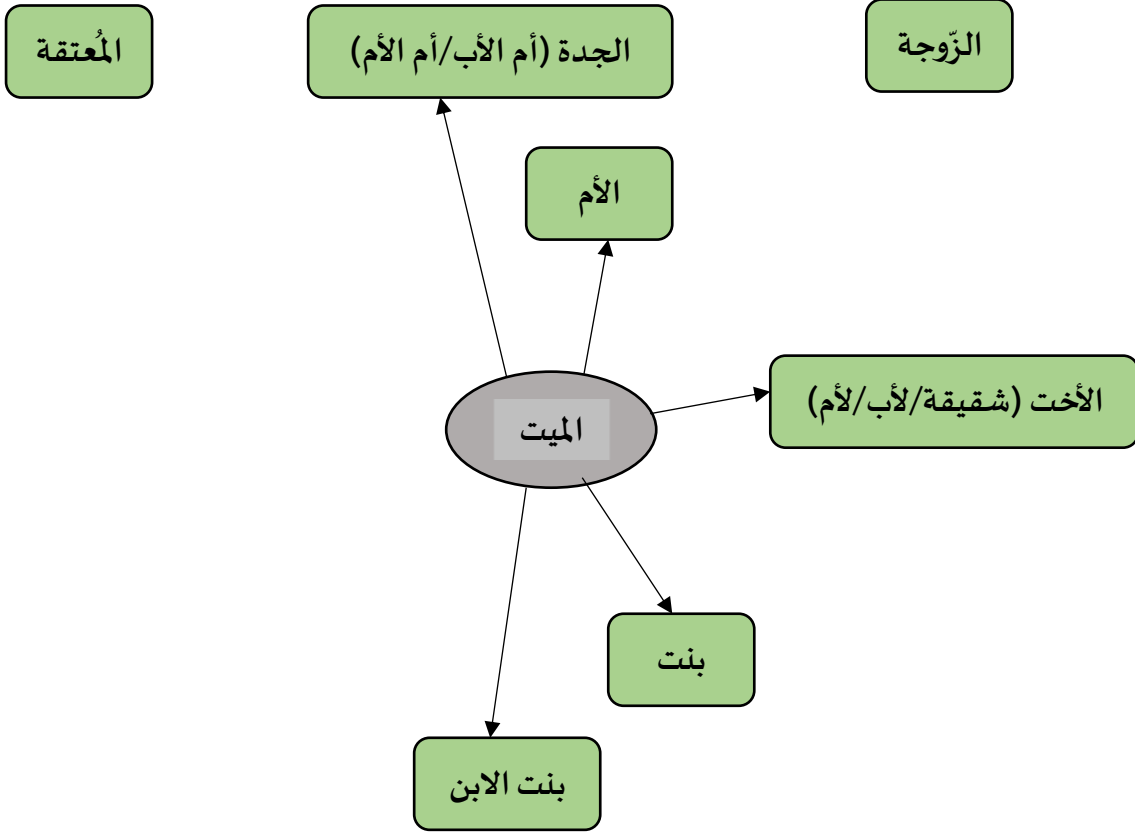 الزّوجة
الجدة (أم الأب/أم الأم)
المُعتقة
الأم
الأخت (شقيقة/لأب/لأم)
الميت
بنت
بنت الابن